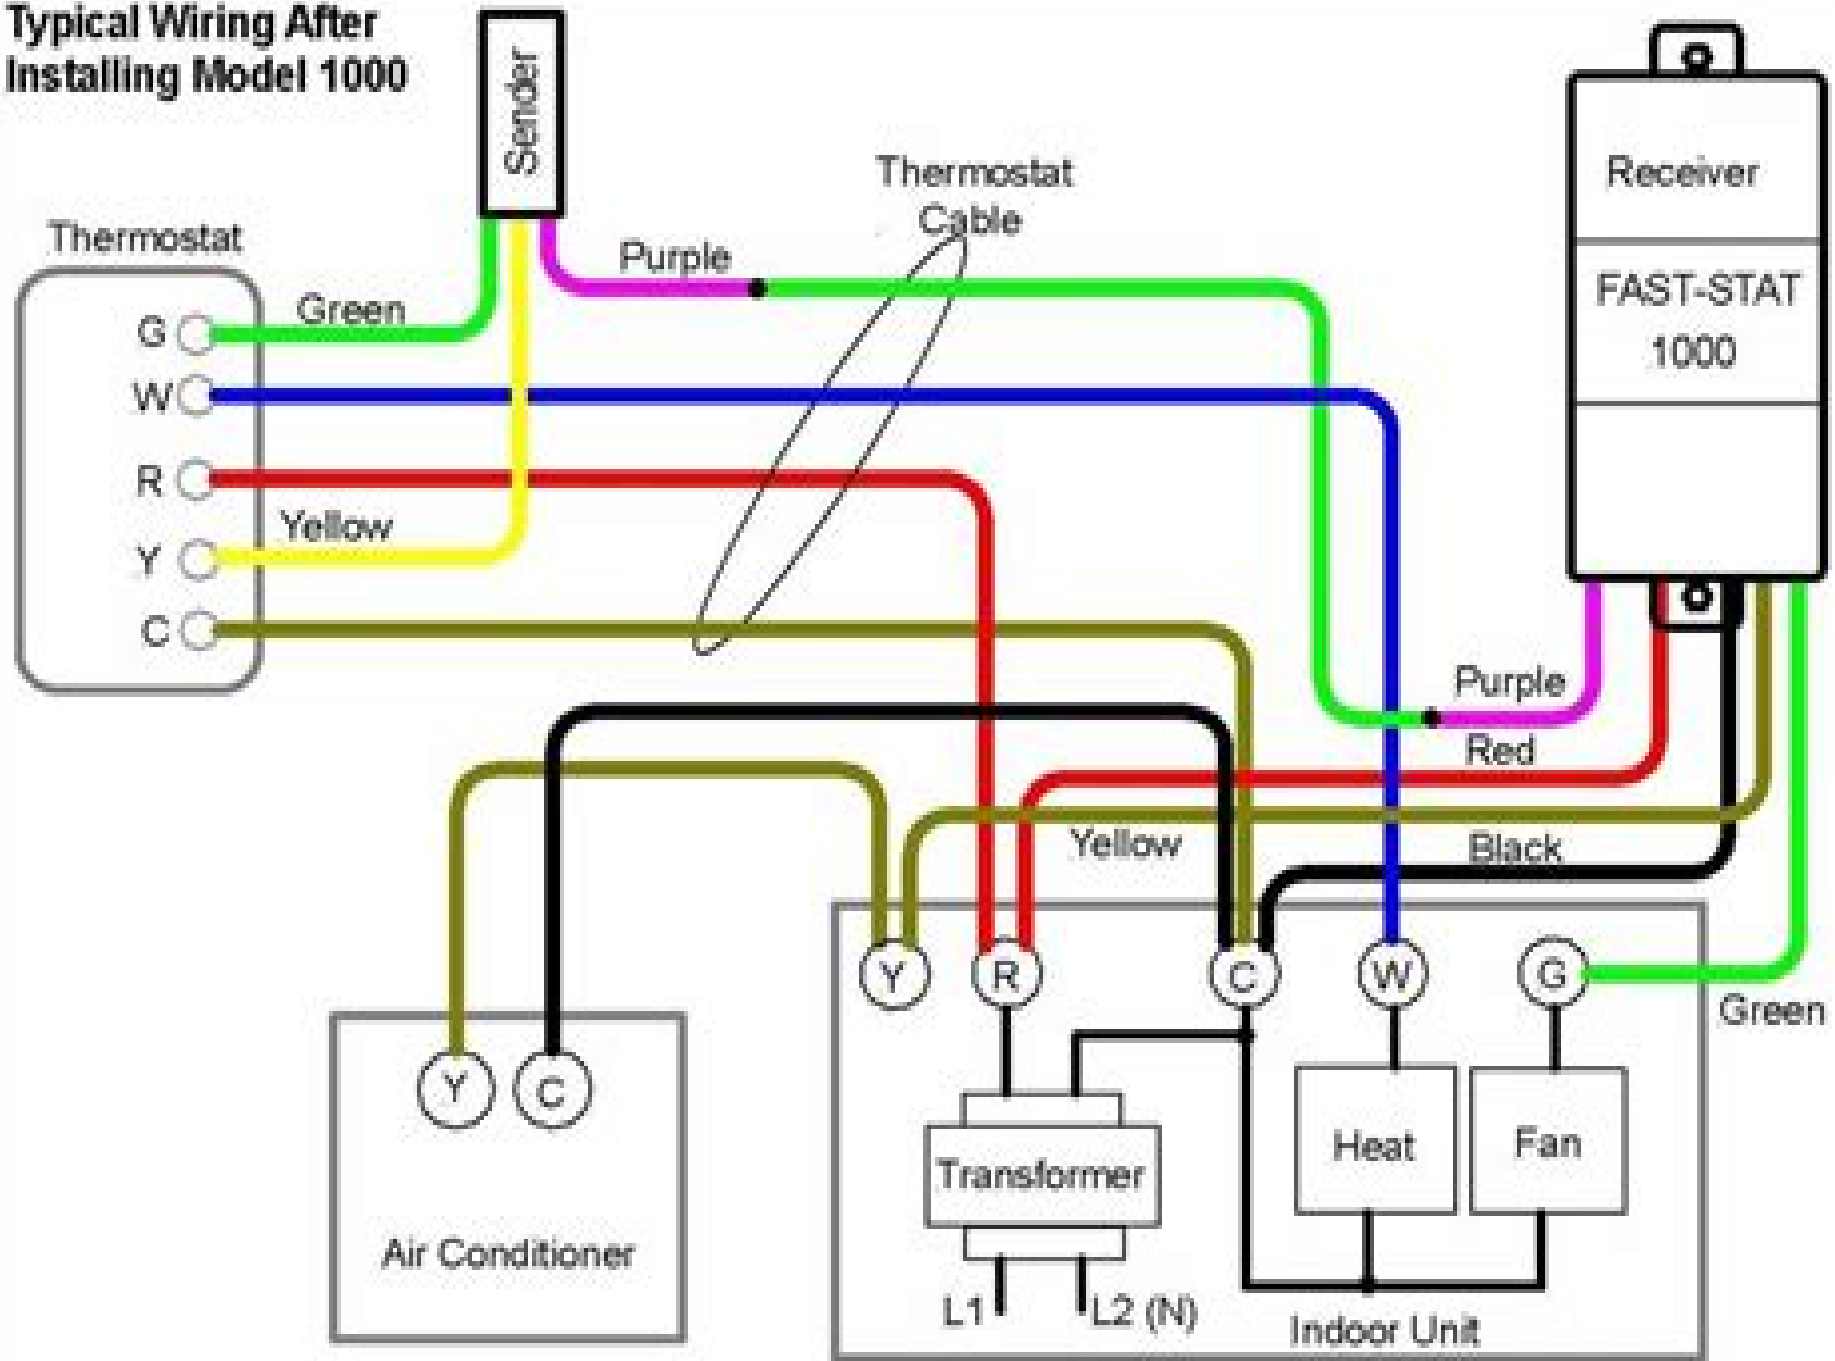 Typical Wiring After
Installing Model 1000
Sender
Thermostat
Cable
Receiver
FAST-STAT
1000
Thermostat
Purple
Green
G
W
R
Yellow
Y
C
Purple
Red
Yellow
Black
Y
R
C
W
G
Green
Y
C
Heat
Fan
Transformer
Air Conditioner
L1
L2 (N)
Indoor Unit